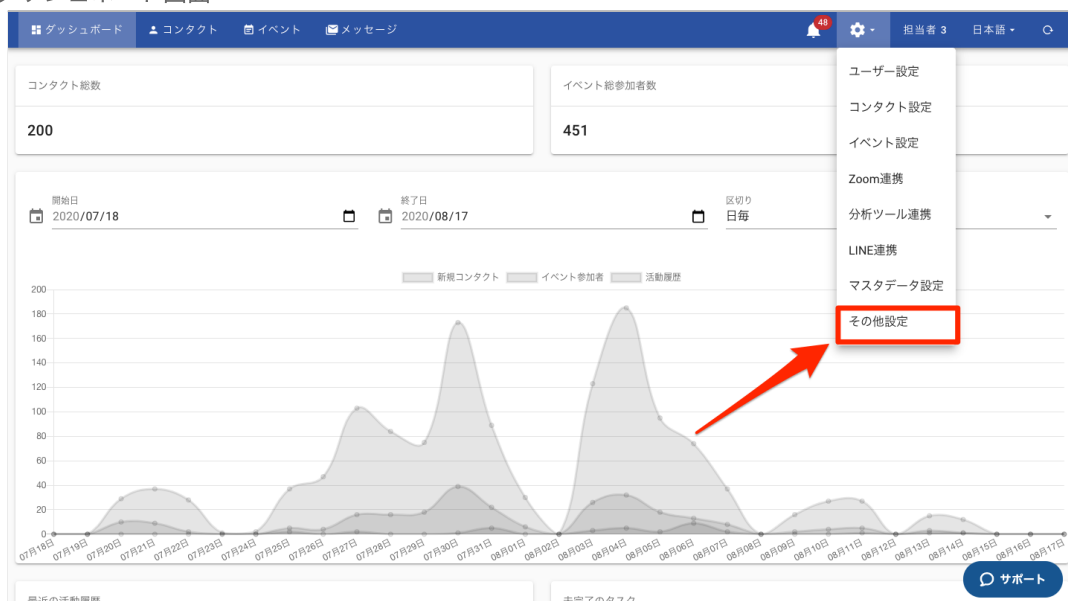 ダッシュボード コンタクト イベント メッセージ 48 担当者 3 日本語
コンタクト総数
200
イベント総参加者数
451
ユーザー設定
コンタクト設定
イベント設定
Zoom連携
分析ツール連携
LINE連携
マスタデータ設定
その他設定
開始日
2020/07/18
終了日
2020/08/17
区切り
日毎
新規コンタクト イベント参加者 活動履歴
200
180
160
140
120
100
80
60
40
20
0
07月18日 07月19日 07月20日 07月21日 07月22日 07月23日 07月24日 07月25日 07月26日 07月27日 07月28日 07月29日 07月30日 07月31日 08月01日 08月02日 08月03日 08月04日 08月05日 08月06日 08月07日 08月08日 08月09日 08月10日 08月11日 08月12日 08月13日 08月14日 08月15日 08月16日 08月17日
サポート
最近の活動履歴
未完了のタスク